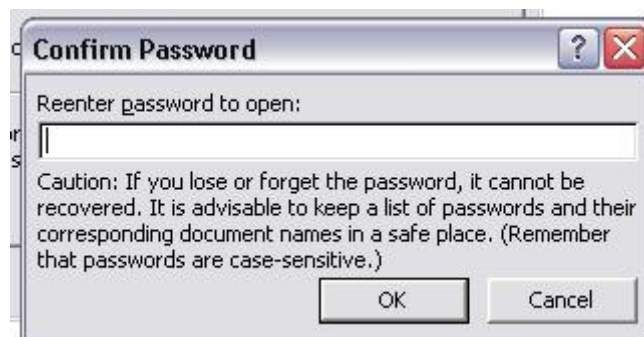 Confirm Password
?
Reenter password to open:
Caution: If you lose or forget the password, it cannot be
recovered. It is advisable to keep a list of passwords and their
corresponding document names in a safe place. (Remember
that passwords are case-sensitive.)
OK Cancel